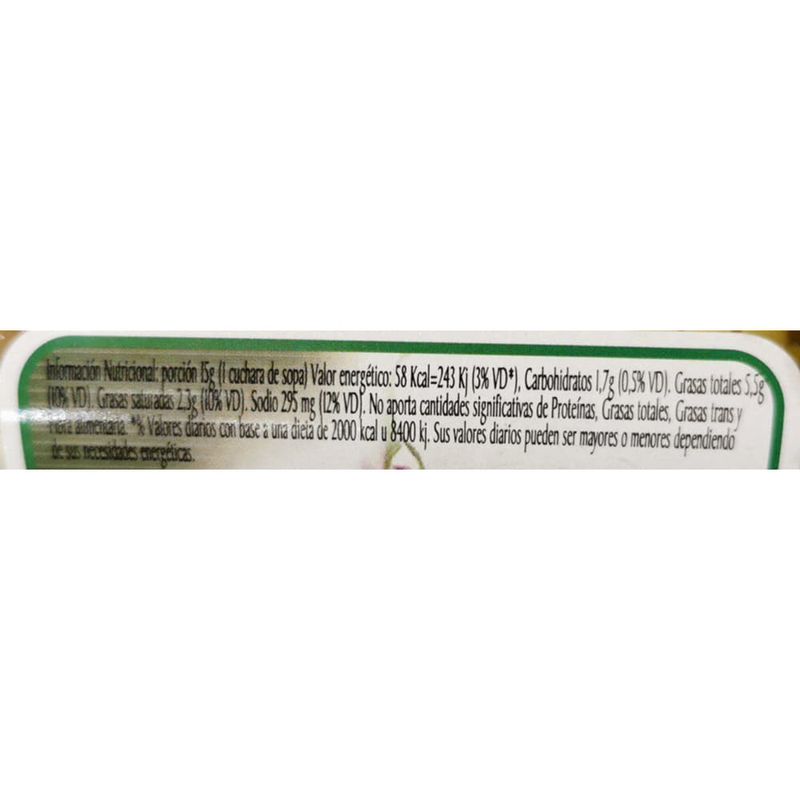 Información Nutricional: porción 15g (1 cuchara de sopa) Valor energético: 58 Kcal=243 Kj (3% VD*), Carbohidratos 1,7g (0,5% VD). Grasas totales 5,5g
(10% VD). Grasas saturadas 2,3g (10% VD). Sodio 295 mg (12% VD). No aporta cantidades significativas de Proteínas, Grasas totales, Grasas trans y
Fibra alimentaria. *% Valores diarios con base a una dieta de 2000 kcal u 8400 kj. Sus valores diarios pueden ser mayores o menores dependiendo
de sus necesidades energéticas.